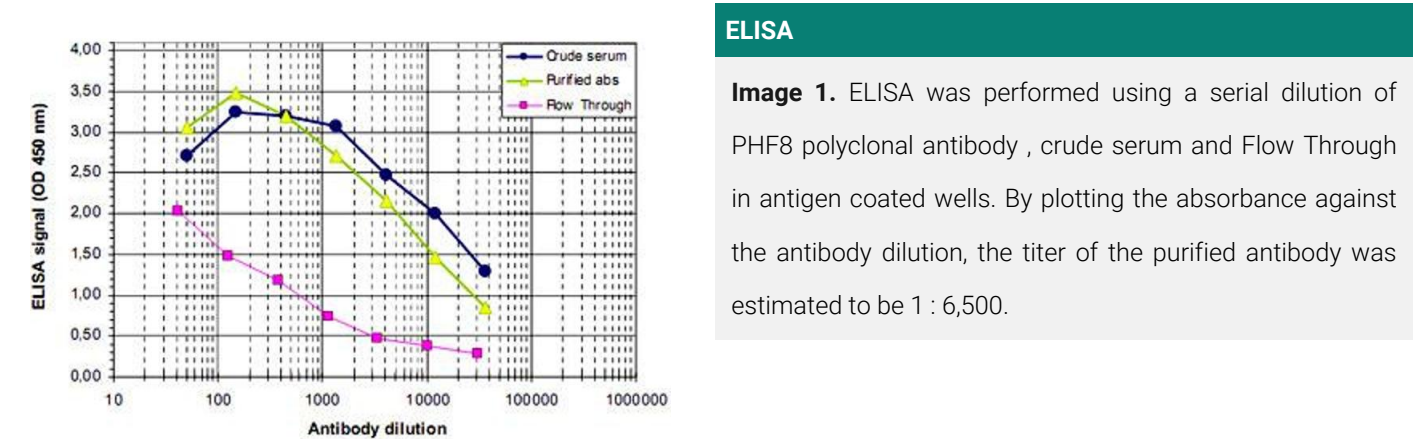 4,00
3,50
3,00
2,50
2,00
1,50
1,00
0,50
0,00
ELISA signal (OD 450 nm)
Crude serum
Purified abs
Flow Through
10 100 1000 10000 100000 1000000
Antibody dilution
ELISA
Image 1. ELISA was performed using a serial dilution of
PHF8 polyclonal antibody , crude serum and Flow Through
in antigen coated wells. By plotting the absorbance against
the antibody dilution, the titer of the purified antibody was
estimated to be 1 : 6,500.